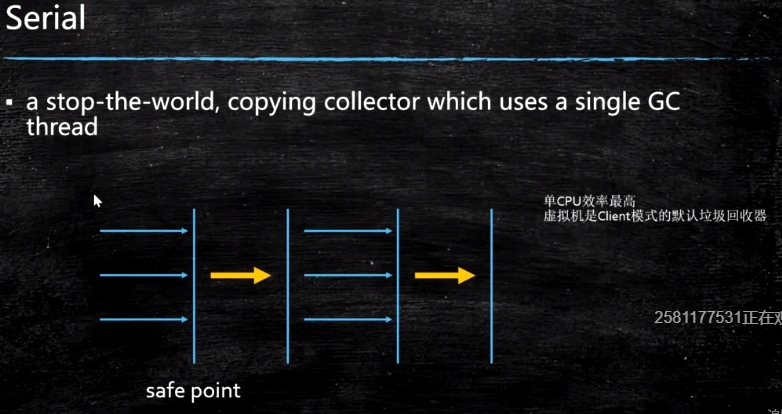 Serial
a stop-the-world, copying collector which uses a single GC
thread
单CPU效率最高
虚拟机是Client模式的默认垃圾回收器
2581177531正在
safe point